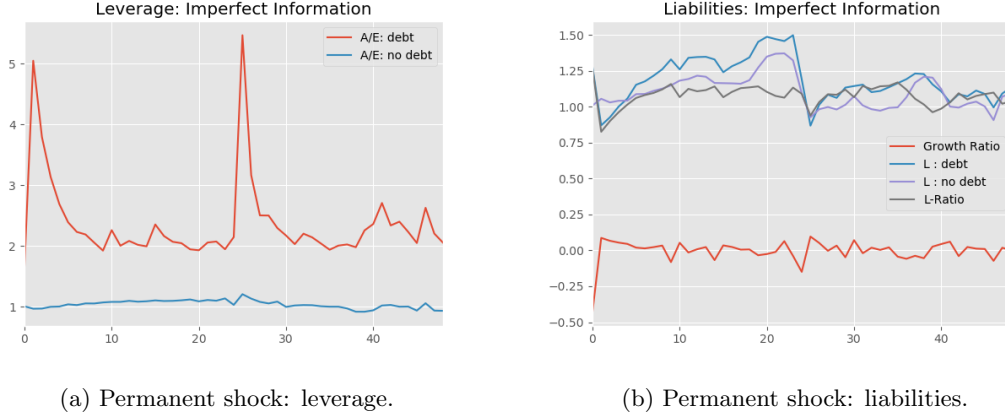 Leverage: Imperfect Information
A/E: debt
A/E: no debt
5
4
3
2
1
0
10
20
30
40
(a) Permanent shock: leverage.
Liabilities: Imperfect Information
1.50
1.25
1.00
0.75
0.50
0.25
0.00
−0.25
−0.50
Growth Ratio
L : debt
L : no debt
L-Ratio
0
10
20
30
40
(b) Permanent shock: liabilities.